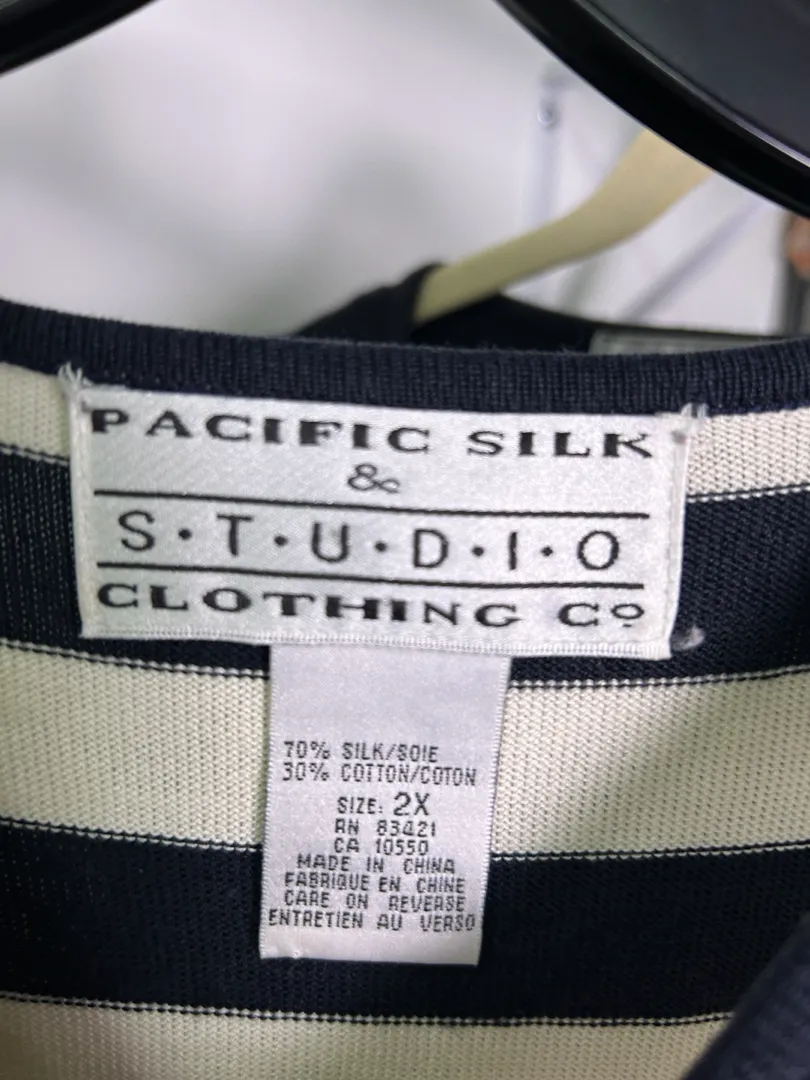 PACIFIC SILK
&
S·T·U·D·I·O
CLOTHING Cº
70% SILK/SOIE
30% COTTON/COTON
SIZE: 2X
RN 83421
CA 10550
MADE IN CHINA
FABRIQUE EN CHINE
CARE ON REVERSE
ENTRETIEN AU VERSO